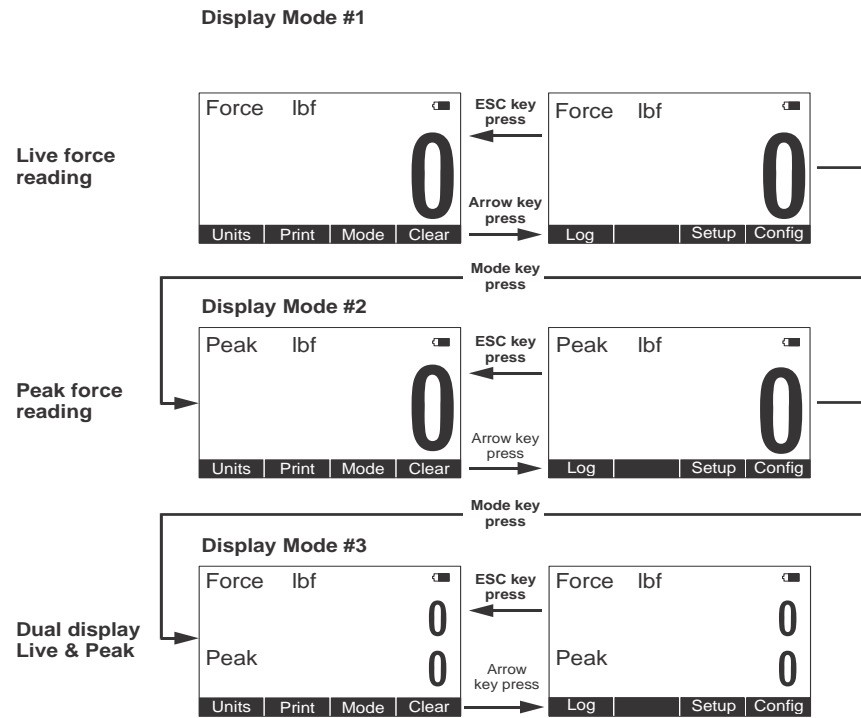 Display Mode #1
Live force
reading
Force lbf
0
Units Print Mode Clear
ESC key
press
Arrow key
press
Force lbf
0
Log Setup Config
Mode key
press
Display Mode #2
Peak force
reading
Peak lbf
0
Units Print Mode Clear
ESC key
press
Arrow key
press
Peak lbf
0
Log Setup Config
Mode key
press
Display Mode #3
Dual display
Live & Peak
Force lbf
0
Peak 0
Units Print Mode Clear
ESC key
press
Arrow
key press
Force lbf
0
Peak 0
Log Setup Config